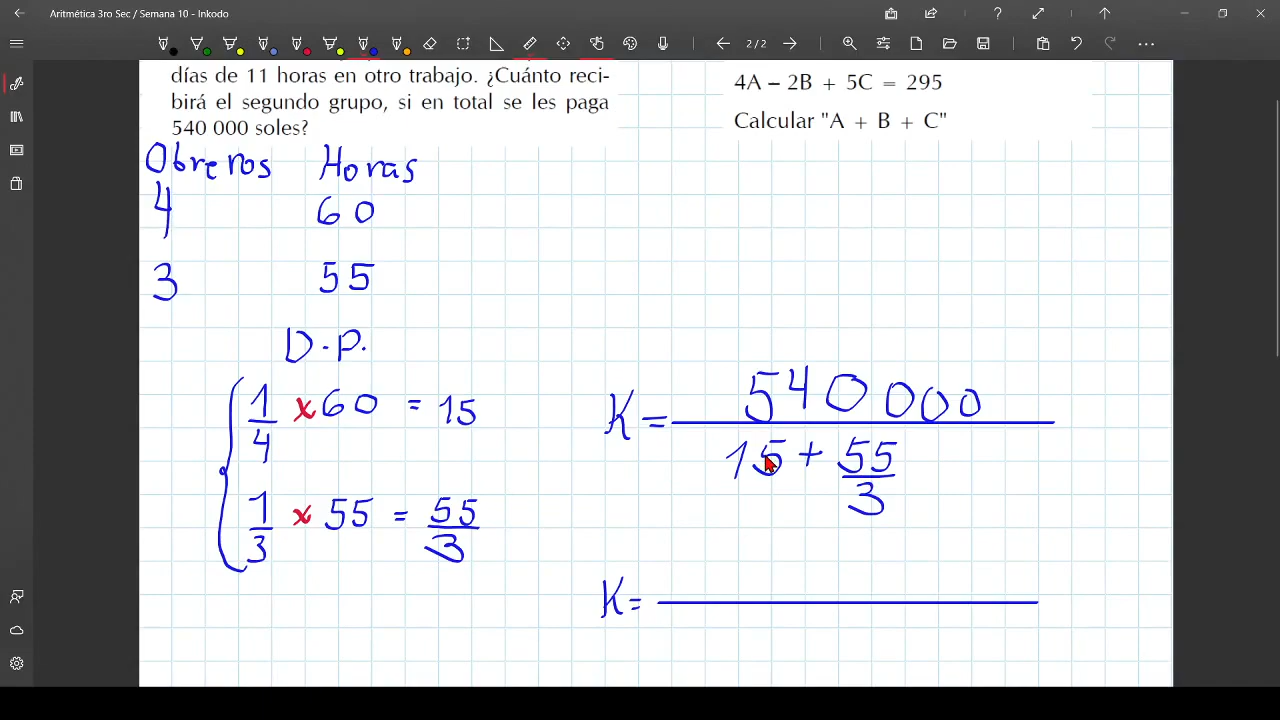 Aritmética 3ro Sec / Semana 10 - Inkodo
2/2
días de 11 horas en otro trabajo. ¿Cuánto reci-
birá el segundo grupo, si en total se les paga
540 000 soles?
4A – 2B + 5C = 295
Calcular "A + B + C"
Obreros Horas
4 60
3 55
D.P.
1/4 x 60 = 15
1/3 x 55 = 55/3
K = 540 000 / 15 + 55/3
K =